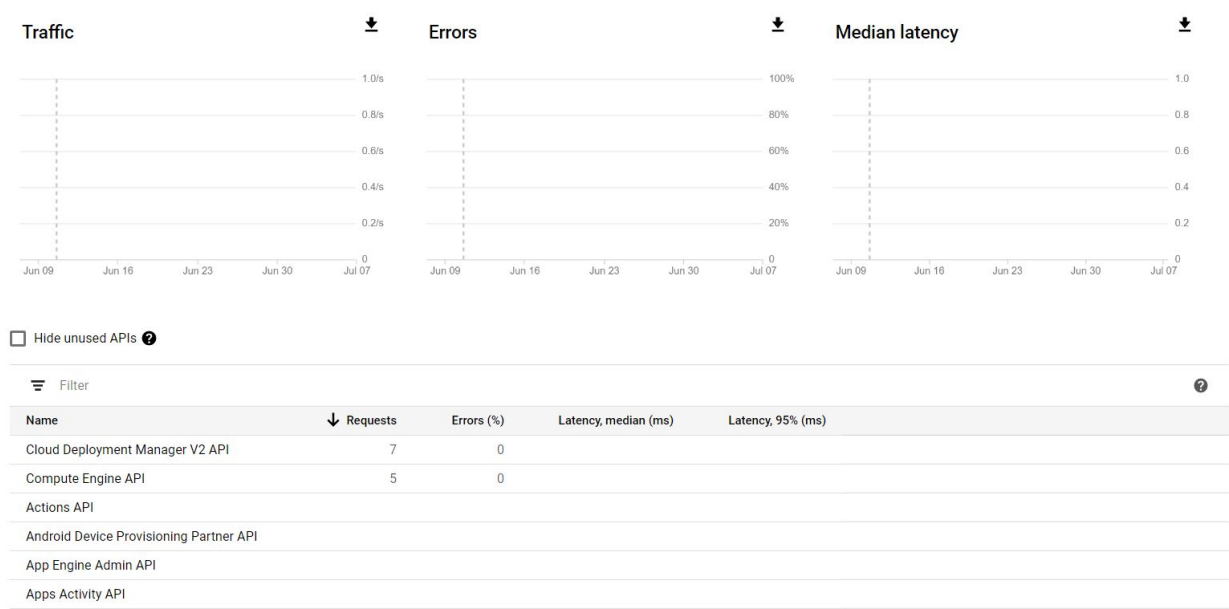 Traffic
Errors
Median latency
1.0/s
0.8/s
0.6/s
0.4/s
0.2/s
0
Jun 09 Jun 16 Jun 23 Jun 30 Jul 07
100%
80%
60%
40%
20%
0
Jun 09 Jun 16 Jun 23 Jun 30 Jul 07
1.0
0.8
0.6
0.4
0.2
0
Jun 09 Jun 16 Jun 23 Jun 30 Jul 07
Hide unused APIs ?
Filter ?
Name Requests Errors (%) Latency, median (ms) Latency, 95% (ms)
Cloud Deployment Manager V2 API 7 0
Compute Engine API 5 0
Actions API
Android Device Provisioning Partner API
App Engine Admin API
Apps Activity API